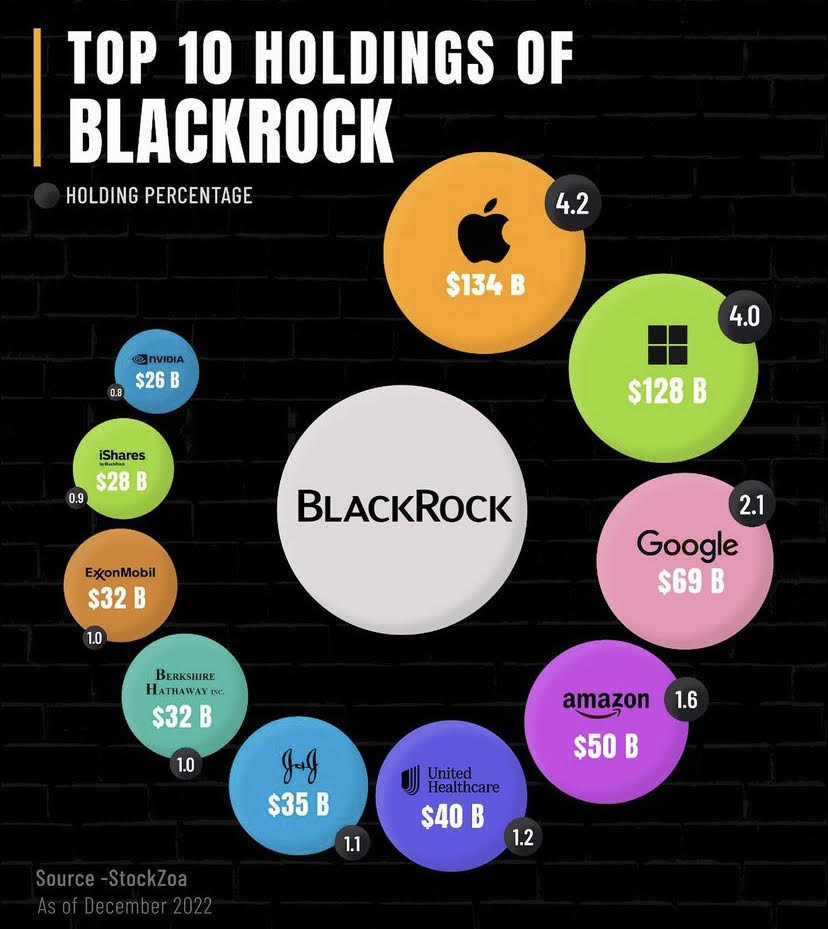 TOP 10 HOLDINGS OF
BLACKROCK
HOLDING PERCENTAGE
4.2
$134 B
4.0
$128 B
2.1
Google
$69 B
amazon
1.6
$50 B
United
Healthcare
$40 B
1.2
J&J
$35 B
1.1
BERKSHIRE
HATHAWAY INC.
$32 B
1.0
ExxonMobil
$32 B
1.0
iShares
by BlackRock
$28 B
0.9
NVIDIA
$26 B
0.8
BLACKROCK
Source -StockZoa
As of December 2022